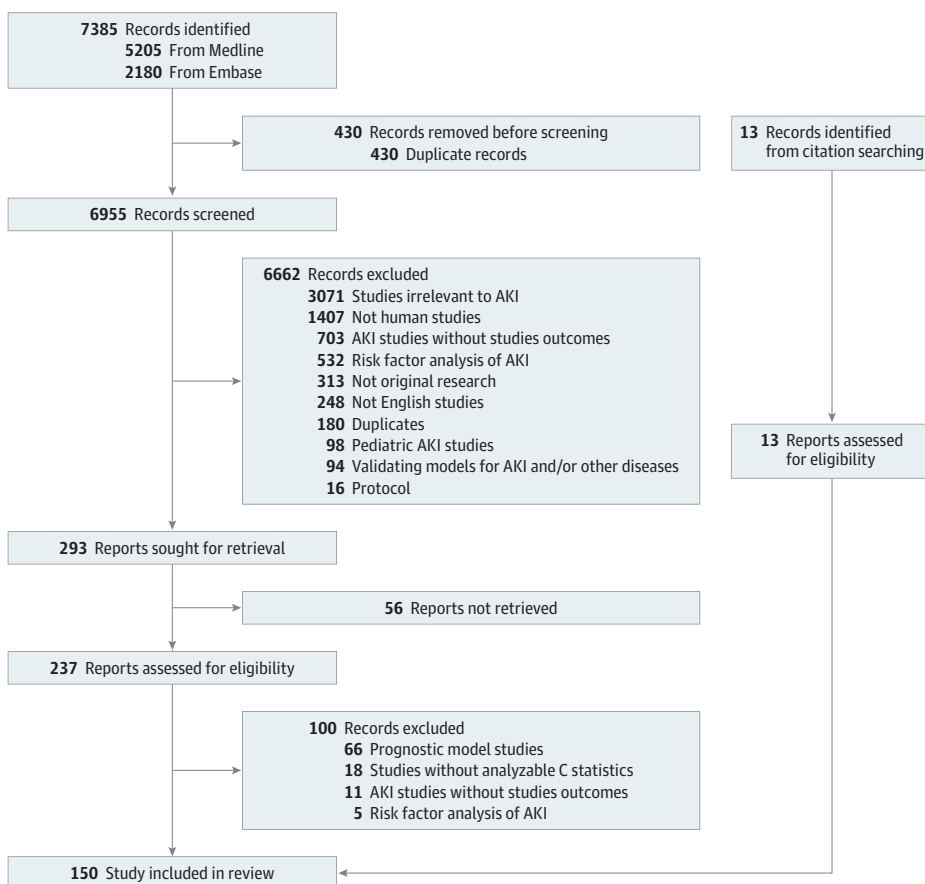 7385 Records identified
5205 From Medline
2180 From Embase
430 Records removed before screening
430 Duplicate records
13 Records identified
from citation searching
6955 Records screened
6662 Records excluded
3071 Studies irrelevant to AKI
1407 Not human studies
703 AKI studies without studies outcomes
532 Risk factor analysis of AKI
313 Not original research
248 Not English studies
180 Duplicates
98 Pediatric AKI studies
94 Validating models for AKI and/or other diseases
16 Protocol
13 Reports assessed
for eligibility
293 Reports sought for retrieval
56 Reports not retrieved
237 Reports assessed for eligibility
100 Records excluded
66 Prognostic model studies
18 Studies without analyzable C statistics
11 AKI studies without studies outcomes
5 Risk factor analysis of AKI
150 Study included in review